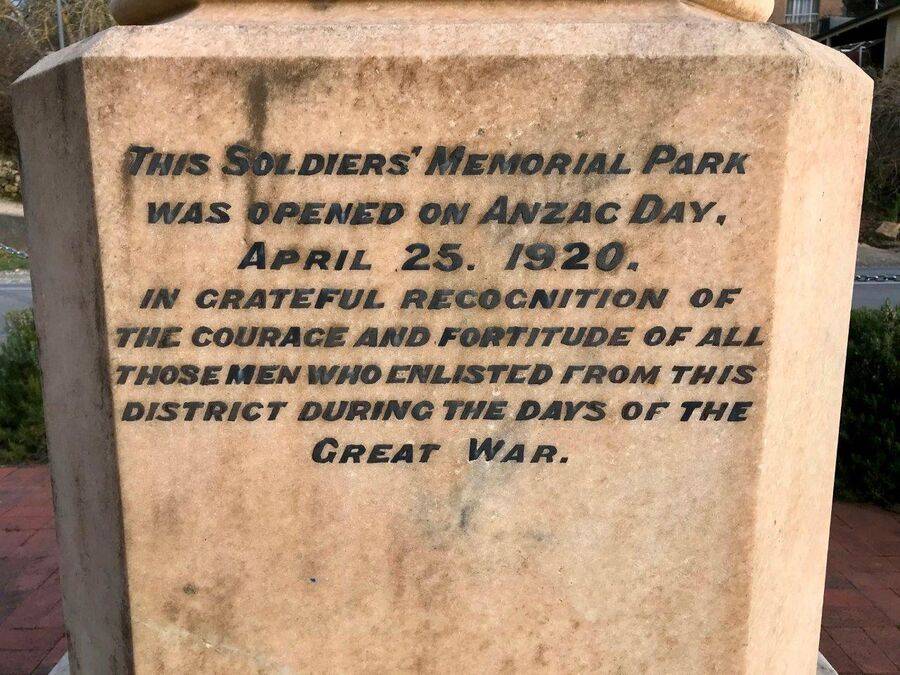 This Soldiers' Memorial Park
was opened on Anzac Day,
April 25. 1920.
in grateful recognition of
the courage and fortitude of all
those men who enlisted from this
district during the days of the
Great War.